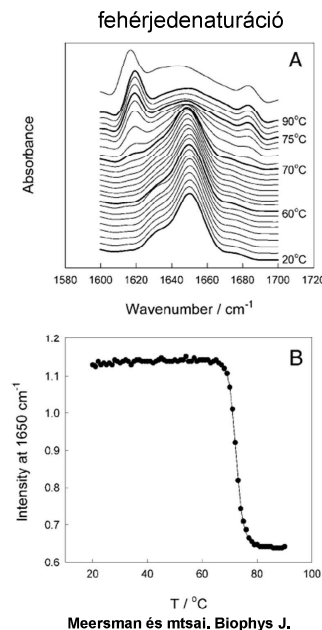 fehérjedenaturáció
A
Absorbance
90°C
75°C
70°C
60°C
20°C
1580 1600 1620 1640 1660 1680 1700 1720
Wavenumber / cm⁻¹
B
Intensity at 1650 cm⁻¹
1.2
1.1
1.0
0.9
0.8
0.7
0.6
0 20 40 60 80 100
T / °C
Meersman és mtsai. Biophys J.